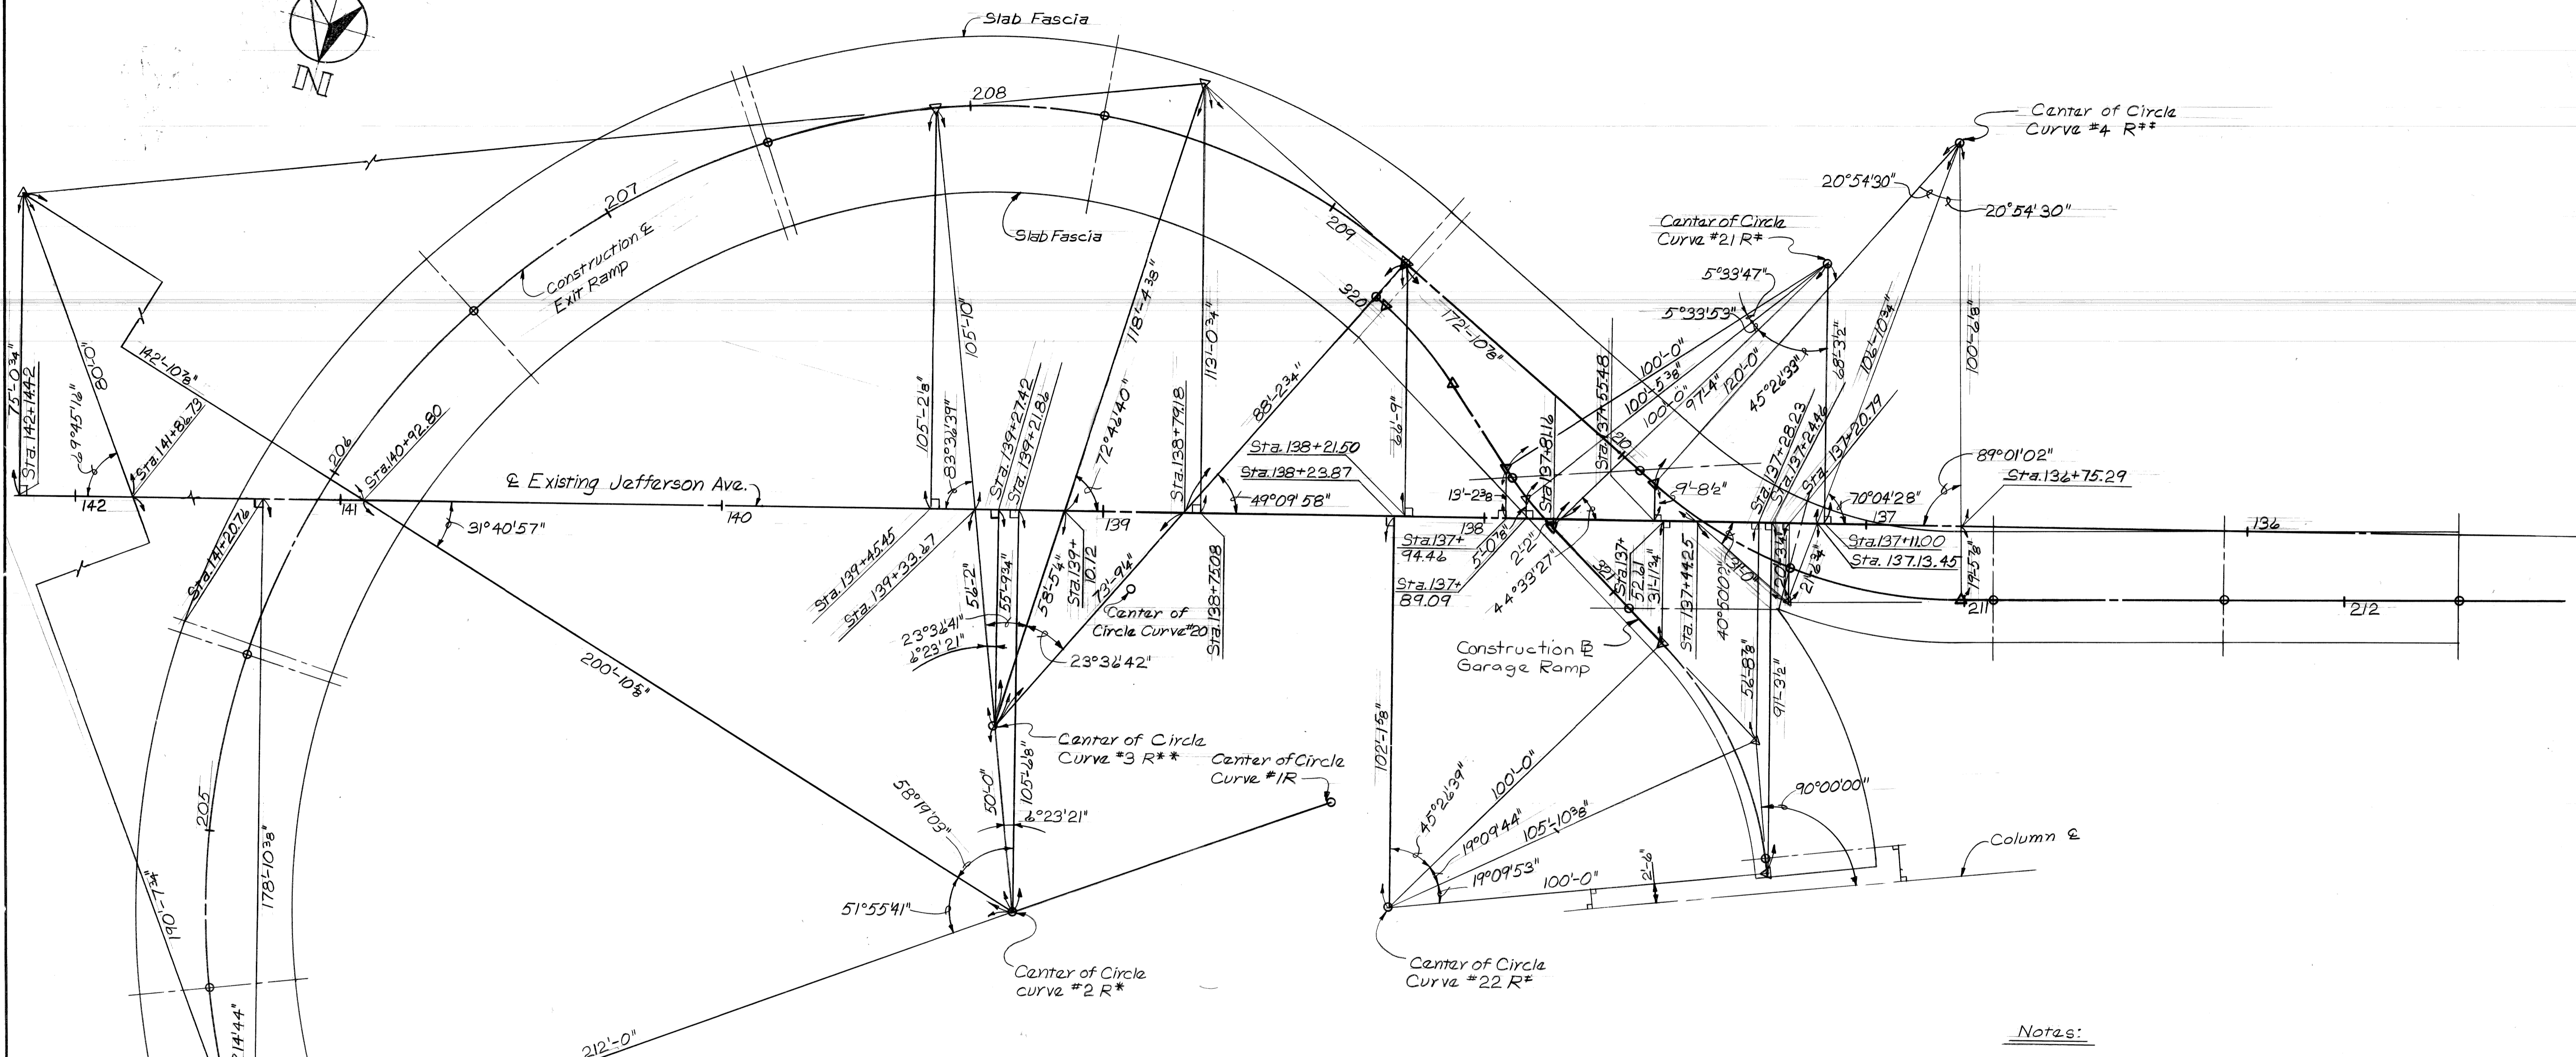 Slab Fascia
N
208
Center of Circle
Curve #4 R‡‡
207
20°54'30"
20°54'30"
209
Center of Circle
Curve #21 R‡
Slab Fascia
Construction ℄
Exit Ramp
5°33'47"
5°33'53"
320
172'-10⅞"
105'-10"
118'-4⅜"
113'-0¾"
106'-10¾"
100'-6⅛"
68'-3½"
100'-0"
100'-5⅜"
100'-0"
97'-4"
120'-0"
45°26'33"
75'-0¾"
Sta. 142+14.42
80'-0"
69°45'16"
142'-10⅞"
Sta. 141+86.73
206
Sta. 140+92.80
105'-2⅛"
83°36'39"
Sta. 139+27.42
Sta. 139+21.86
72°46'40"
Sta. 138+79.18
88'-2¾"
66'-9"
Sta. 137+55.48
210
Sta. 137+81.16
Sta. 137+28.23
Sta. 137+24.46
Sta. 137+20.79
Sta. 138+21.50
Sta. 138+23.87
89°01'02"
Sta. 136+75.29
℄ Existing Jefferson Ave.
49°09'58"
13'-2⅜"
9'-8½"
70°04'28"
142
141
140
139
138
137
136
31°40'57"
Sta. 141+20.76
Sta. 139+45.45
Sta. 139+33.67
56'-2"
55'-9¾"
58'-5¼"
Sta. 139+
10.12
73'-9¼"
Sta. 138+75.08
Sta. 137+
94.46
Sta. 137+
89.09
5'-0⅞"
2'-2"
44°33'27"
321
Sta. 137+
52.61
31'-11¾"
Sta. 137+44.25
40°50'02"
31'-0"
21'-6¾"
Sta. 137+11.00
Sta. 137.13.45
19'-5⅞"
211
212
Center of
Circle Curve #20
23°36'41"
6°23'21"
23°36'42"
Construction ℄
Garage Ramp
200'-10⅝"
56'-8⅞"
91'-3½"
102'-1⅝"
Center of Circle
Curve #3 R**
Center of Circle
Curve #1R
58°19'03"
50'-0"
105'-6⅛"
6°23'21"
45°26'39"
100'-0"
90°00'00"
205
178'-10⅜"
19°09'44"
105'-10⅜"
19°09'53"
100'-0"
2'-6"
Column ℄
190'-7¾"
51°55'41"
Center of Circle
Curve #2 R*
Center of Circle
Curve #22 R‡
212'-0"
Notes: